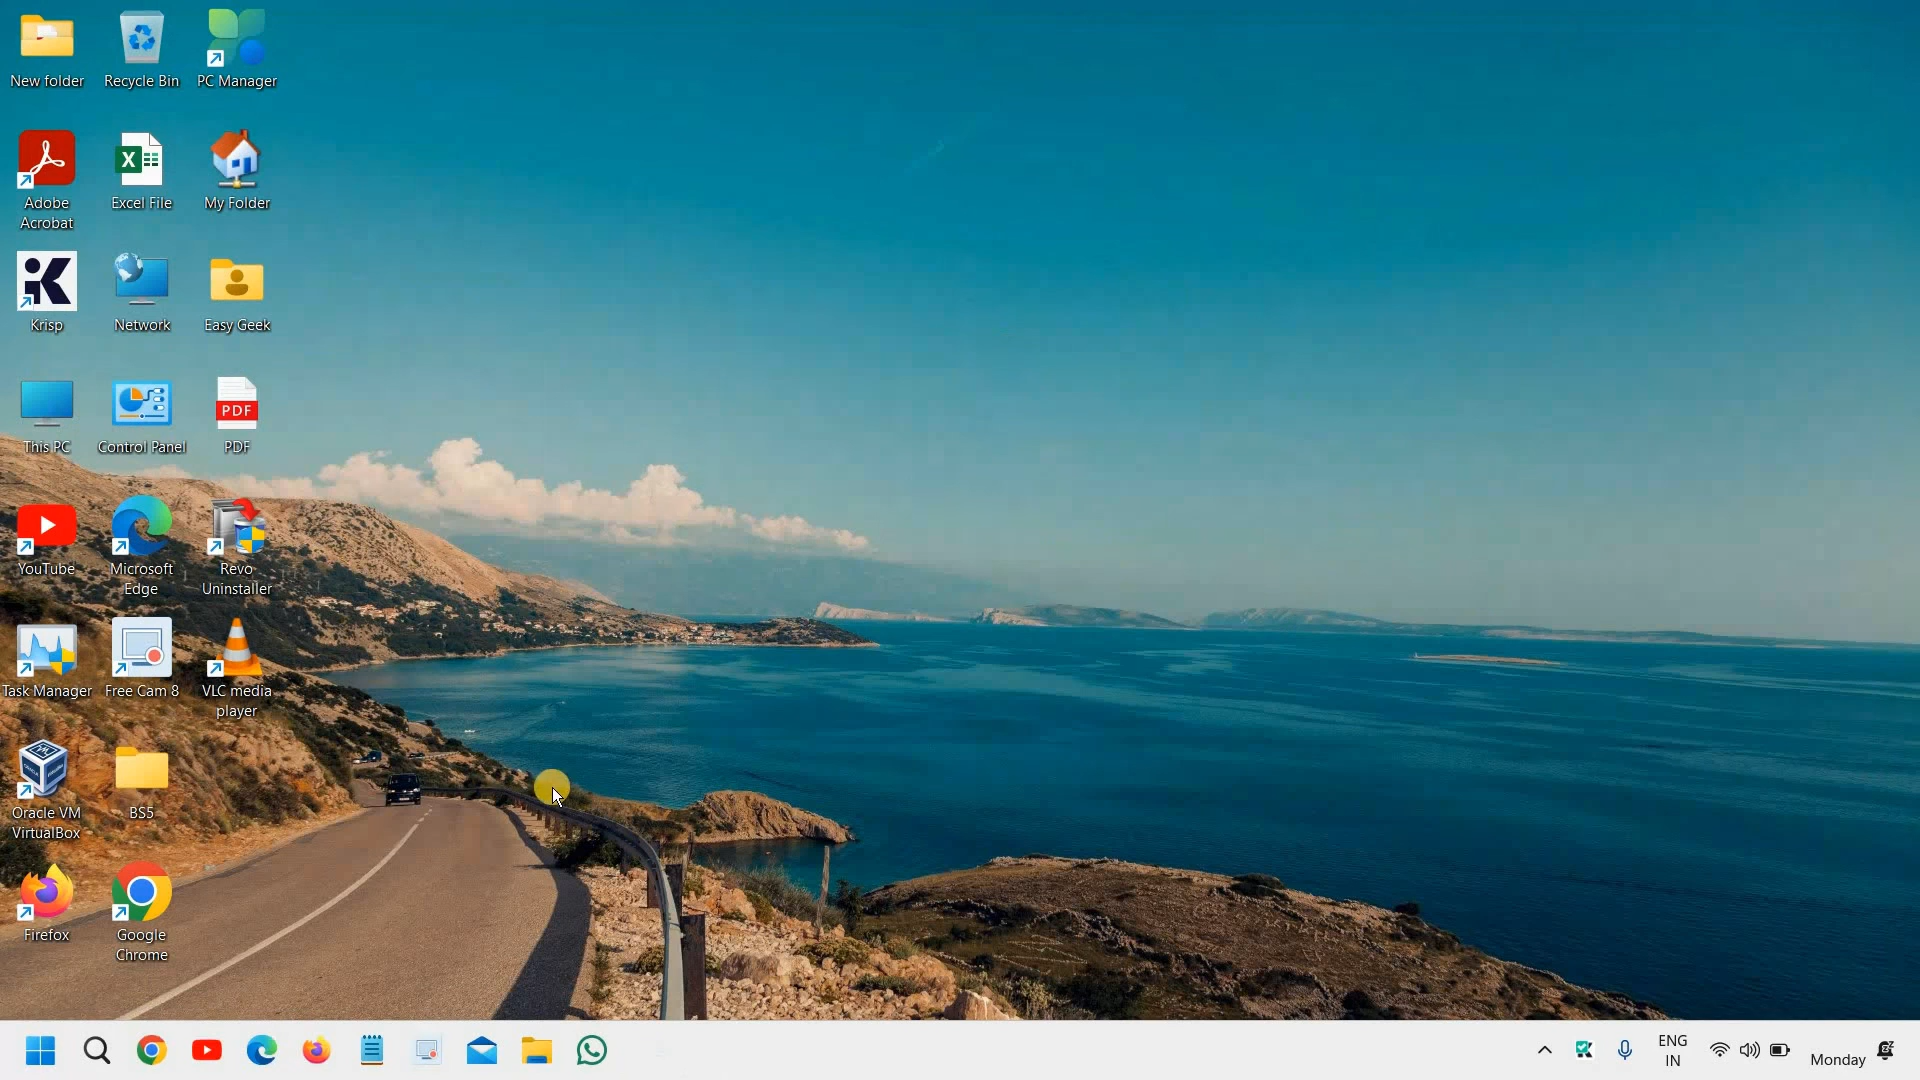 New folder
Recycle Bin
PC Manager
Adobe
Acrobat
Excel File
My Folder
Krisp
Network
Easy Geek
This PC
Control Panel
PDF
PDF
YouTube
Microsoft
Edge
Revo
Uninstaller
Task Manager
Free Cam 8
VLC media
player
Oracle VM
VirtualBox
BS5
Firefox
Google
Chrome
ENG
IN
Monday